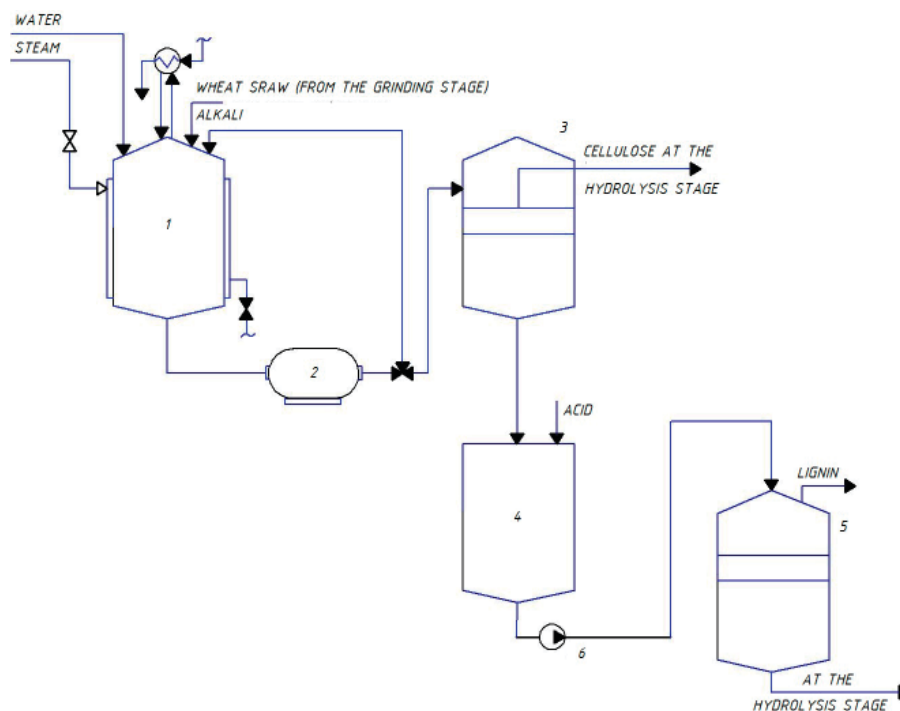 WATER
STEAM
WHEAT SRAW (FROM THE GRINDING STAGE)
ALKALI
3
CELLULOSE AT THE
HYDROLYSIS STAGE
1
2
ACID
LIGNIN
4
5
6
AT THE
HYDROLYSIS STAGE